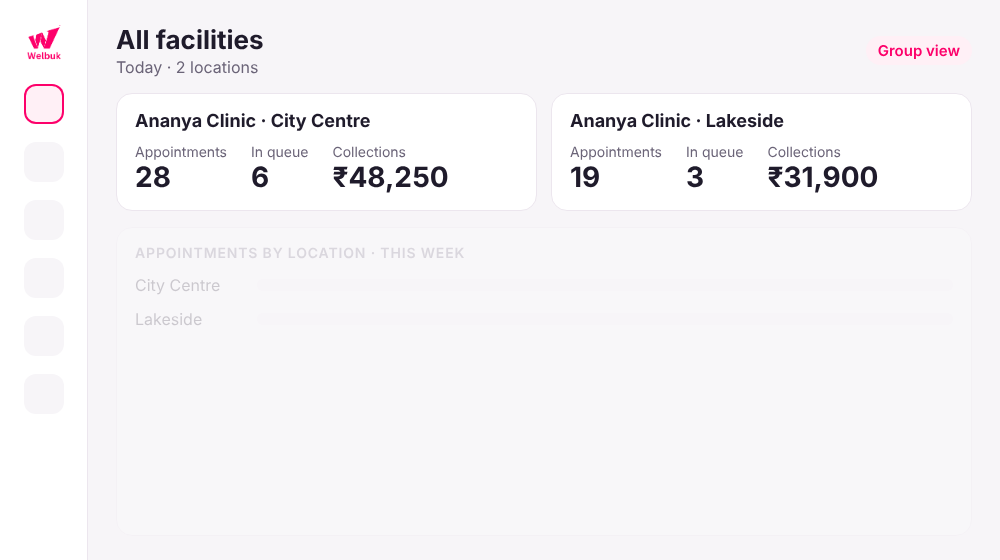 Welbuk
All facilities
Today · 2 locations
Group view
Ananya Clinic · City Centre
Appointments In queue Collections
28 6 ₹48,250
Ananya Clinic · Lakeside
Appointments In queue Collections
19 3 ₹31,900
APPOINTMENTS BY LOCATION · THIS WEEK
City Centre
Lakeside